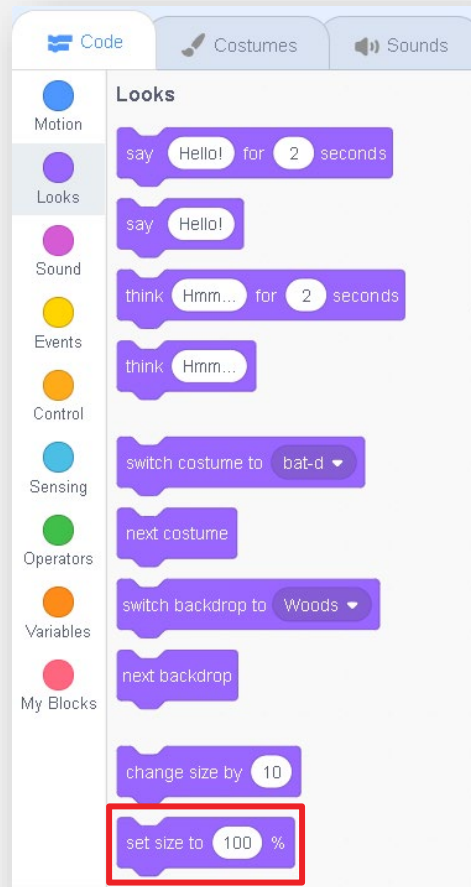 Code Costumes Sounds
Motion
Looks
Sound
Events
Control
Sensing
Operators
Variables
My Blocks
Looks
say Hello! for 2 seconds
say Hello!
think Hmm... for 2 seconds
think Hmm...
switch costume to bat-d
next costume
switch backdrop to Woods
next backdrop
change size by 10
set size to 100 %